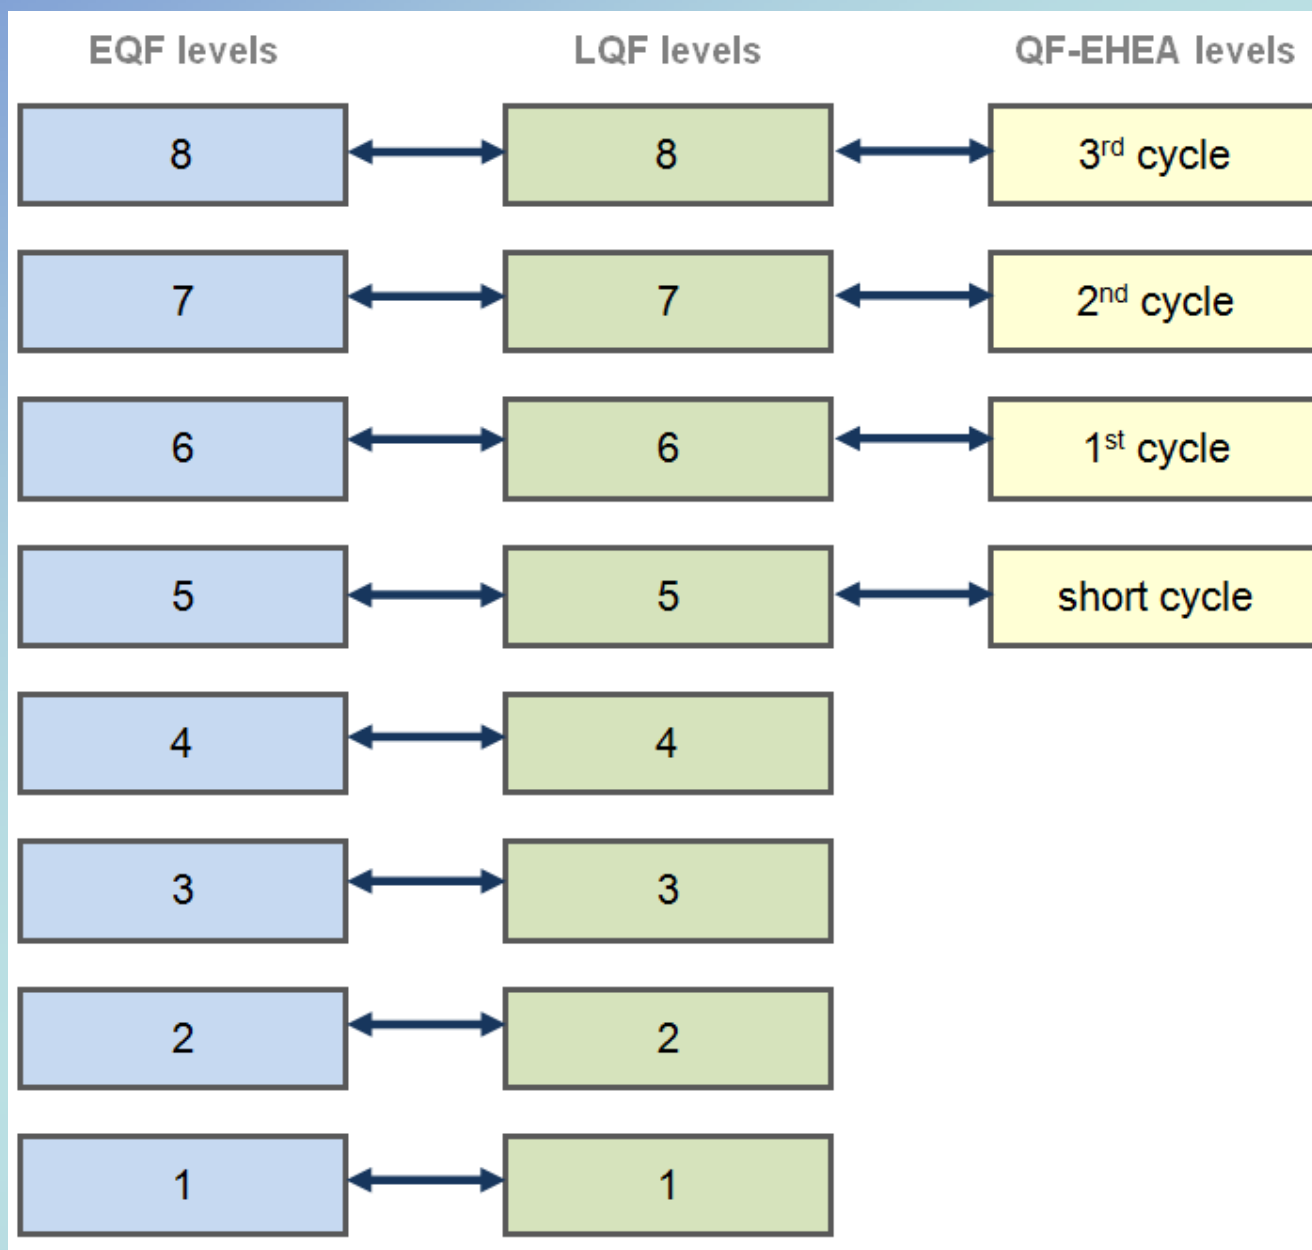 EQF levels LQF levels QF-EHEA levels
8 8 3rd cycle
7 7 2nd cycle
6 6 1st cycle
5 5 short cycle
4 4
3 3
2 2
1 1